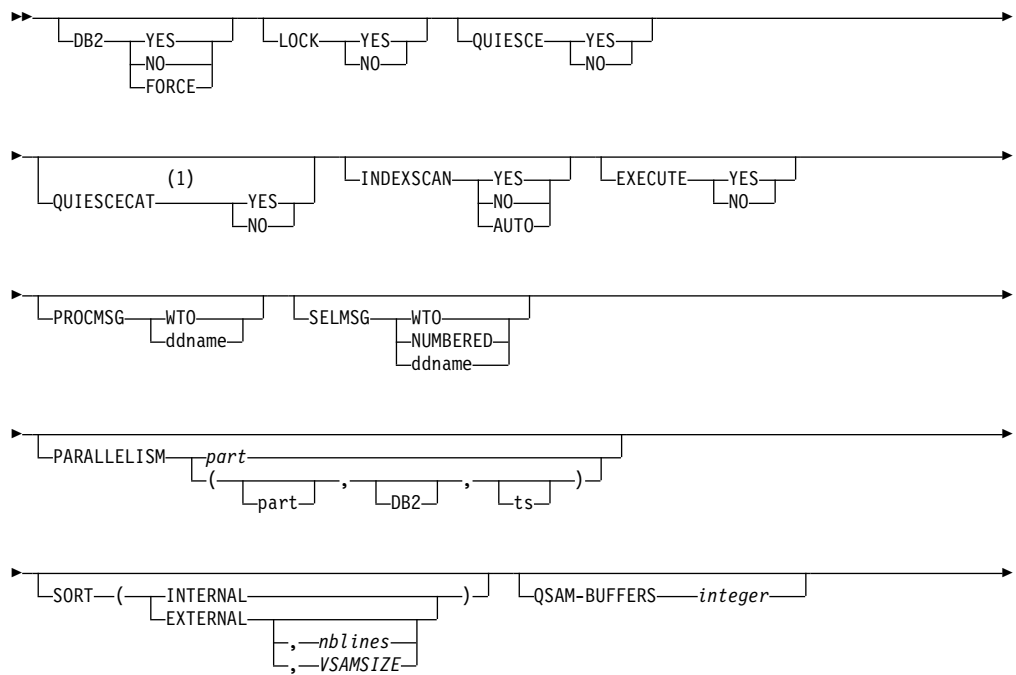 DB2 YES LOCK YES QUIESCE YES
NO NO NO
FORCE
(1) INDEXSCAN YES EXECUTE YES
QUIESCECAT YES NO NO
NO AUTO
PROCMSG WTO SELMSG WTO
ddname NUMBERED
ddname
PARALLELISM part
( part , DB2 , ts )
SORT ( INTERNAL ) QSAM-BUFFERS integer
EXTERNAL
, nblines
, VSAMSIZE